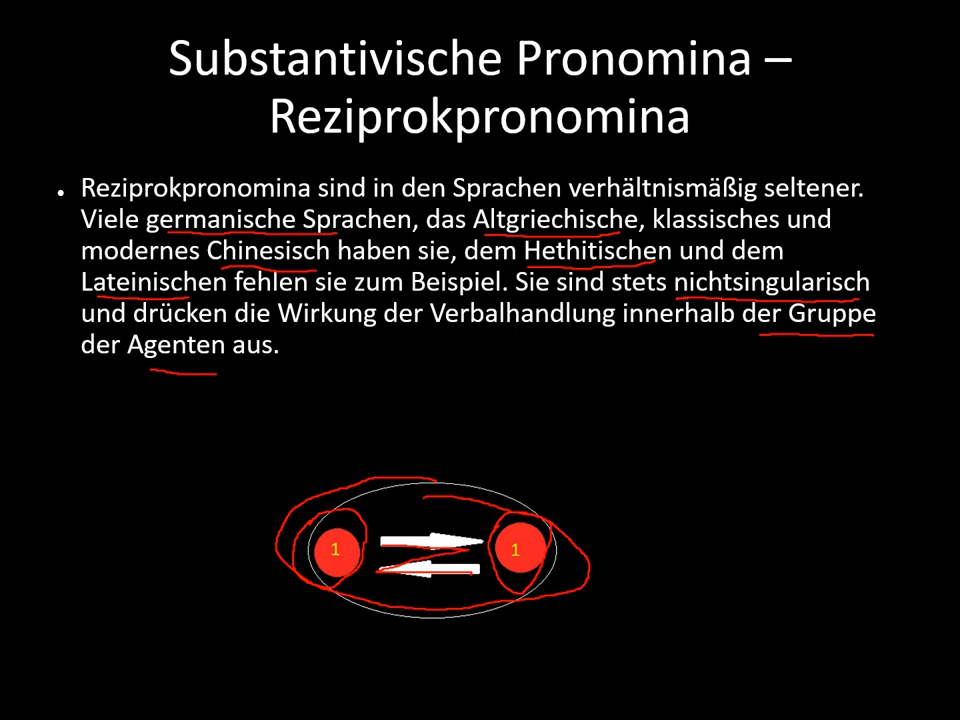 Substantivische Pronomina –
Reziprokpronomina
• Reziprokpronomina sind in den Sprachen verhältnismäßig seltener.
Viele germanische Sprachen, das Altgriechische, klassisches und
modernes Chinesisch haben sie, dem Hethitischen und dem
Lateinischen fehlen sie zum Beispiel. Sie sind stets nichtsingularisch
und drücken die Wirkung der Verbalhandlung innerhalb der Gruppe
der Agenten aus.
1 1